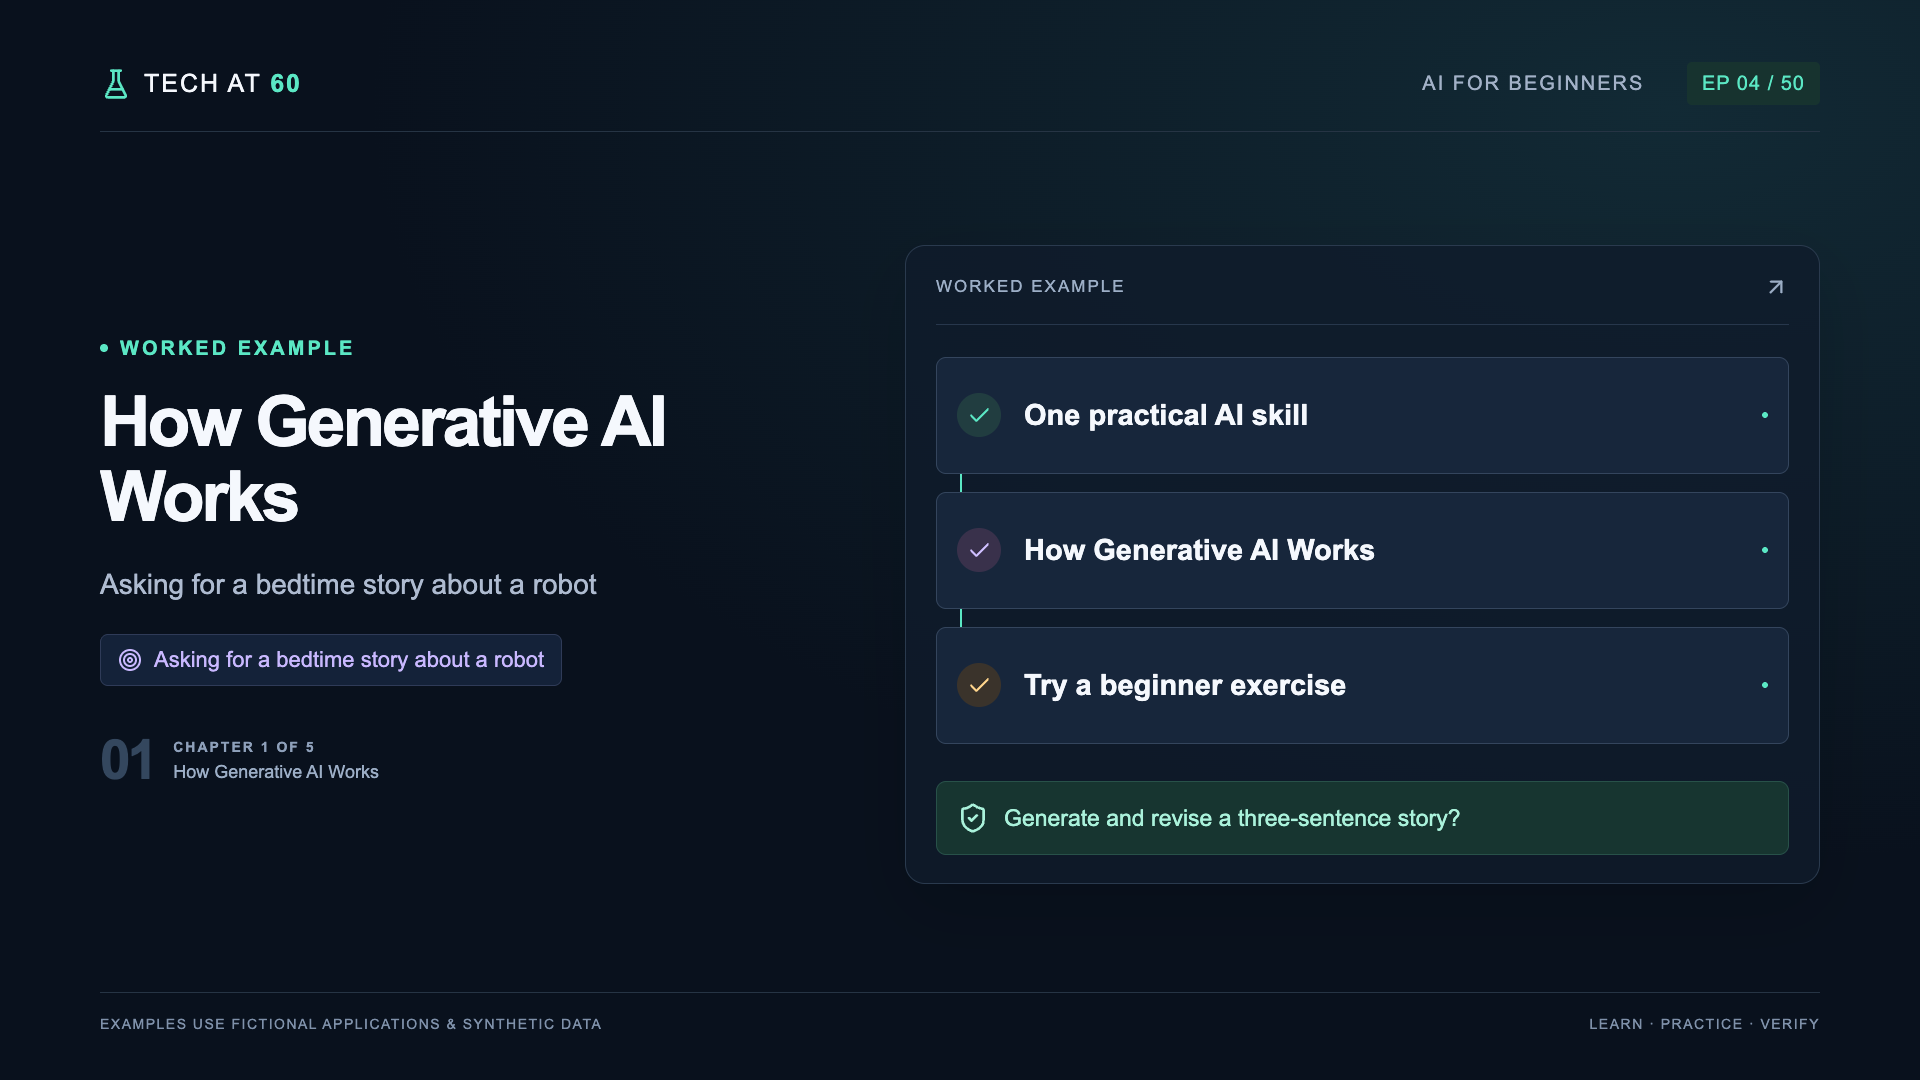 TECH AT 60
AI FOR BEGINNERS
EP 04 / 50
WORKED EXAMPLE
How Generative AI
Works
Asking for a bedtime story about a robot
Asking for a bedtime story about a robot
01
CHAPTER 1 OF 5
How Generative AI Works
WORKED EXAMPLE
One practical AI skill
How Generative AI Works
Try a beginner exercise
Generate and revise a three-sentence story?
EXAMPLES USE FICTIONAL APPLICATIONS & SYNTHETIC DATA
LEARN · PRACTICE · VERIFY